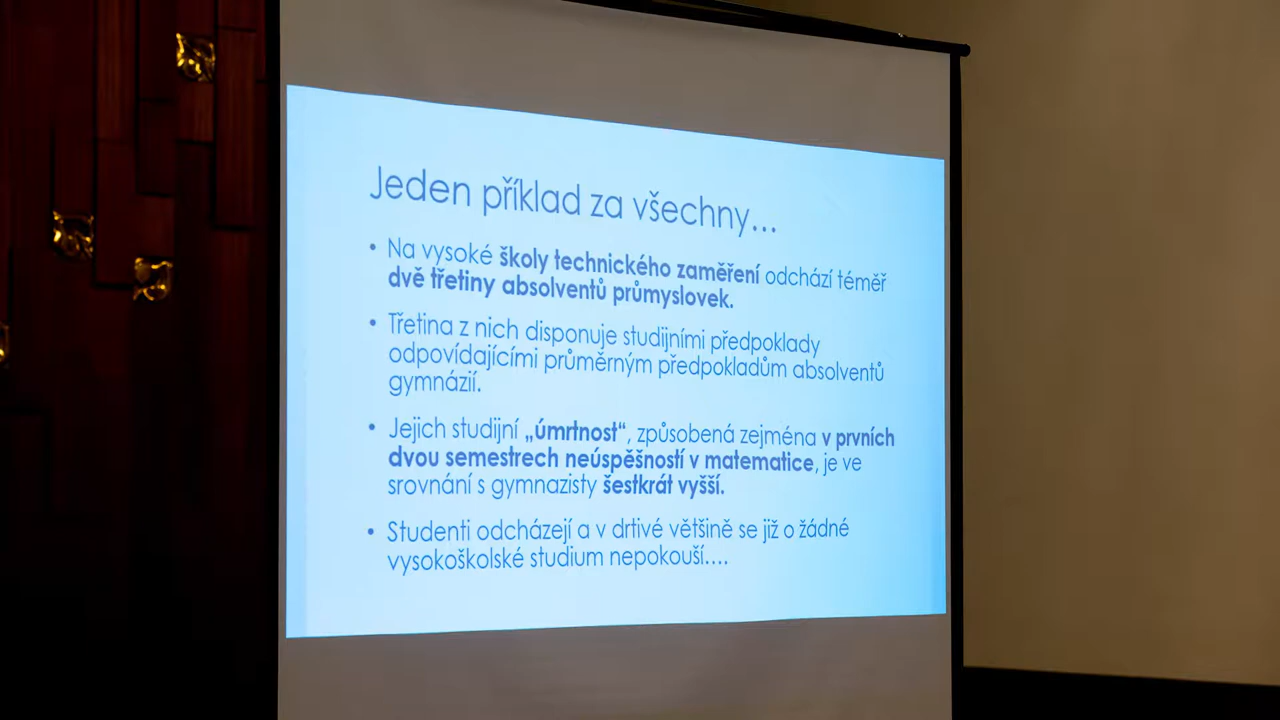 Jeden příklad za všechny...
• Na vysoké školy technického zaměření odchází téměř
dvě třetiny absolventů průmyslovek.
• Třetina z nich disponuje studijními předpoklady
odpovídajícími průměrným předpokladům absolventů
gymnázií.
• Jejich studijní „úmrtnost“, způsobená zejména v prvních
dvou semestrech neúspěšností v matematice, je ve
srovnání s gymnazisty šestkrát vyšší.
• Studenti odcházejí a v drtivé většině se již o žádné
vysokoškolské studium nepokouší....